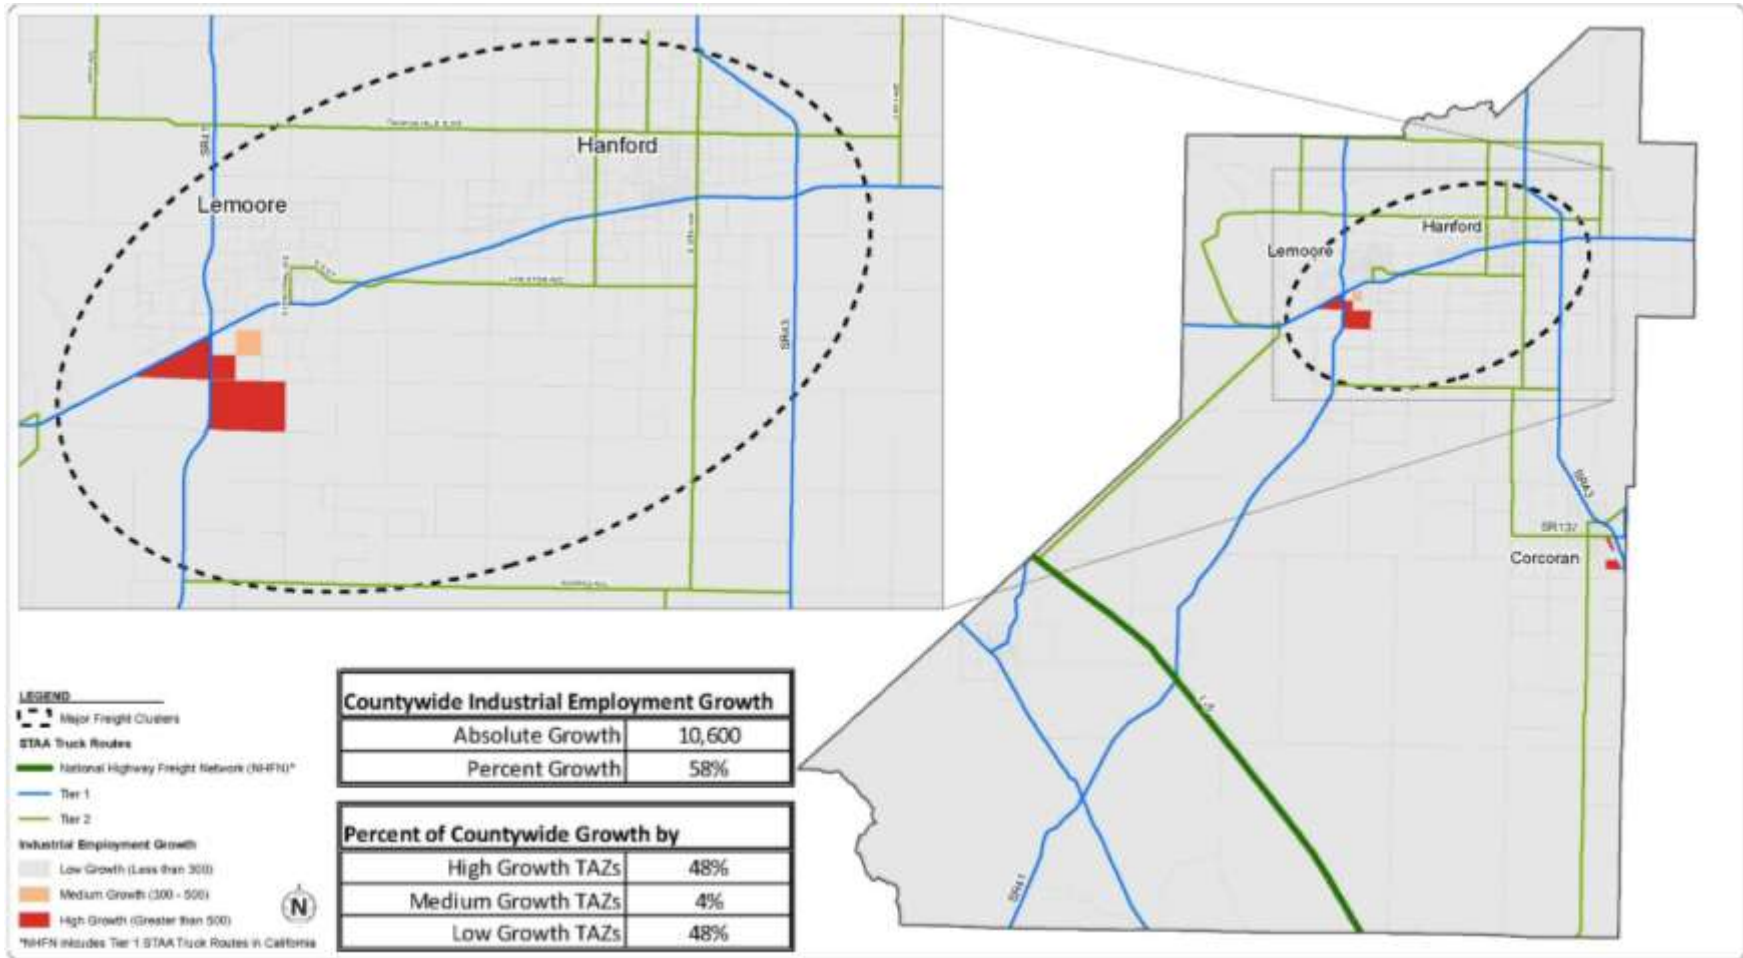 Hanford
Lemoore
SR43
Hanford
Lemoore
SR43
SR137
Corcoran
I-5
SR41
LEGEND
Major Freight Clusters
STAA Truck Routes
National Highway Freight Network (NHFN)*
Tier 1
Tier 2
Industrial Employment Growth
Low Growth (Less than 300)
Medium Growth (300 - 500)
High Growth (Greater than 500)
*NHFN includes Tier 1 STAA Truck Routes in California
N
Countywide Industrial Employment Growth
Absolute Growth 10,600
Percent Growth 58%
Percent of Countywide Growth by
High Growth TAZs 48%
Medium Growth TAZs 4%
Low Growth TAZs 48%